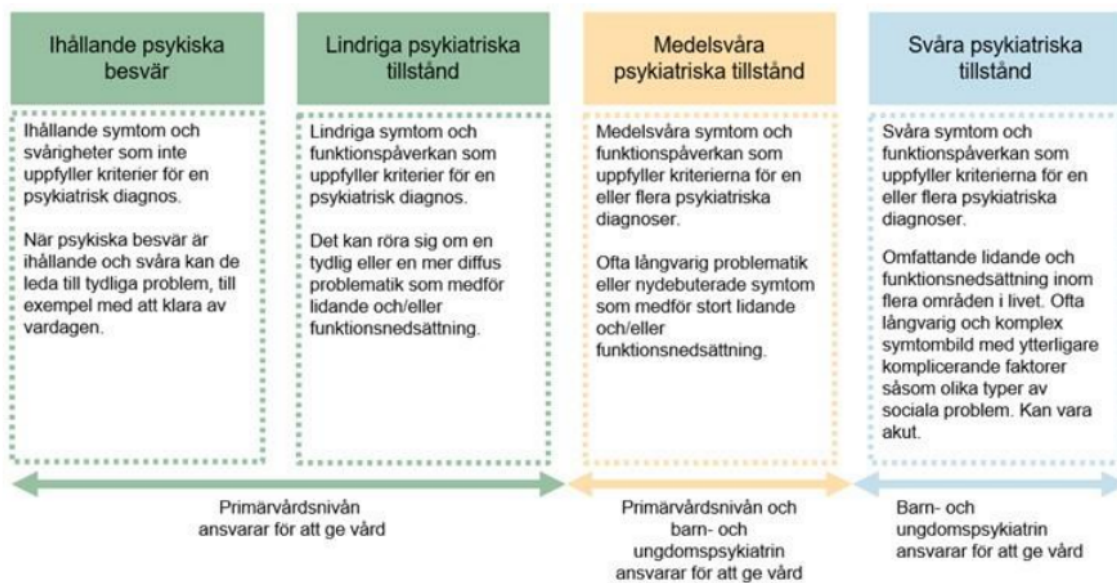 Ihållande psykiska
besvär
Ihållande symtom och
svårigheter som inte
uppfyller kriterier för en
psykiatrisk diagnos.
När psykiska besvär är
ihållande och svåra kan de
leda till tydliga problem, till
exempel med att klara av
vardagen.
Lindriga psykiatriska
tillstånd
Lindriga symtom och
funktionspåverkan som
uppfyller kriterier för en
psykiatrisk diagnos.
Det kan röra sig om en
tydlig eller en mer diffus
problematik som medför
lidande och/eller
funktionsnedsättning.
Medelsvåra
psykiatriska tillstånd
Medelsvåra symtom och
funktionspåverkan som
uppfyller kriterierna för en
eller flera psykiatriska
diagnoser.
Ofta långvarig problematik
eller nydebuterade symtom
som medför stort lidande
och/eller
funktionsnedsättning.
Svåra psykiatriska
tillstånd
Svåra symtom och
funktionspåverkan som
uppfyller kriterierna för en
eller flera psykiatriska
diagnoser.
Omfattande lidande och
funktionsnedsättning inom
flera områden i livet. Ofta
långvarig och komplex
symtombild med ytterligare
komplicerande faktorer
såsom olika typer av
sociala problem. Kan vara
akut.
Primärvårdsnivån
ansvarar för att ge vård
Primärvårdsnivån och
barn- och
ungdomspsykiatrin
ansvarar för att ge vård
Barn- och
ungdomspsykiatrin
ansvarar för att ge vård